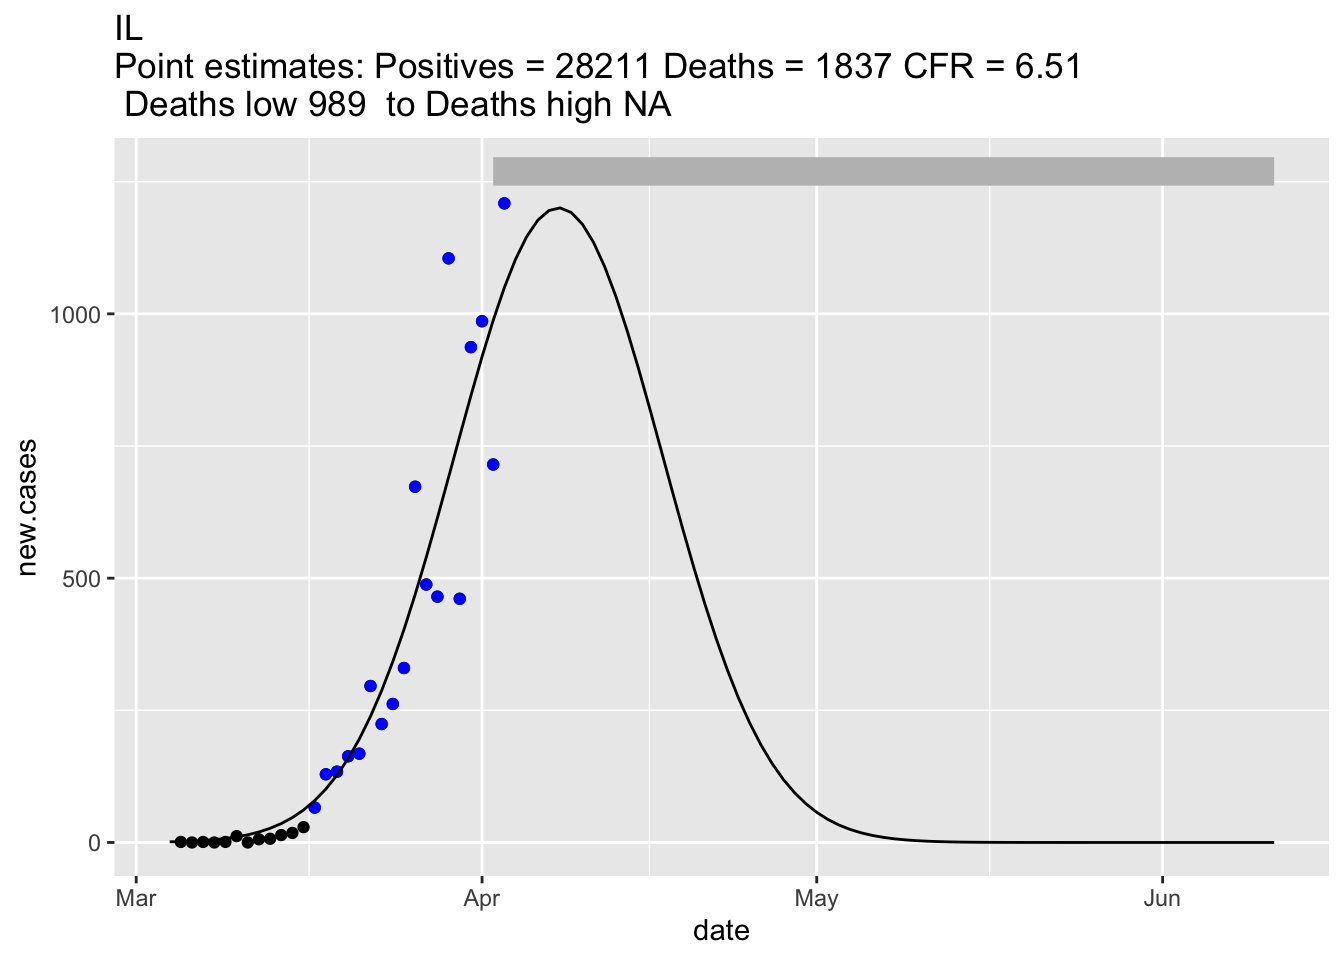 IL
Point estimates: Positives = 28211 Deaths = 1837 CFR = 6.51
Deaths low 989  to Deaths high NA
1000
500
0
new.cases
Mar
Apr
May
Jun
date